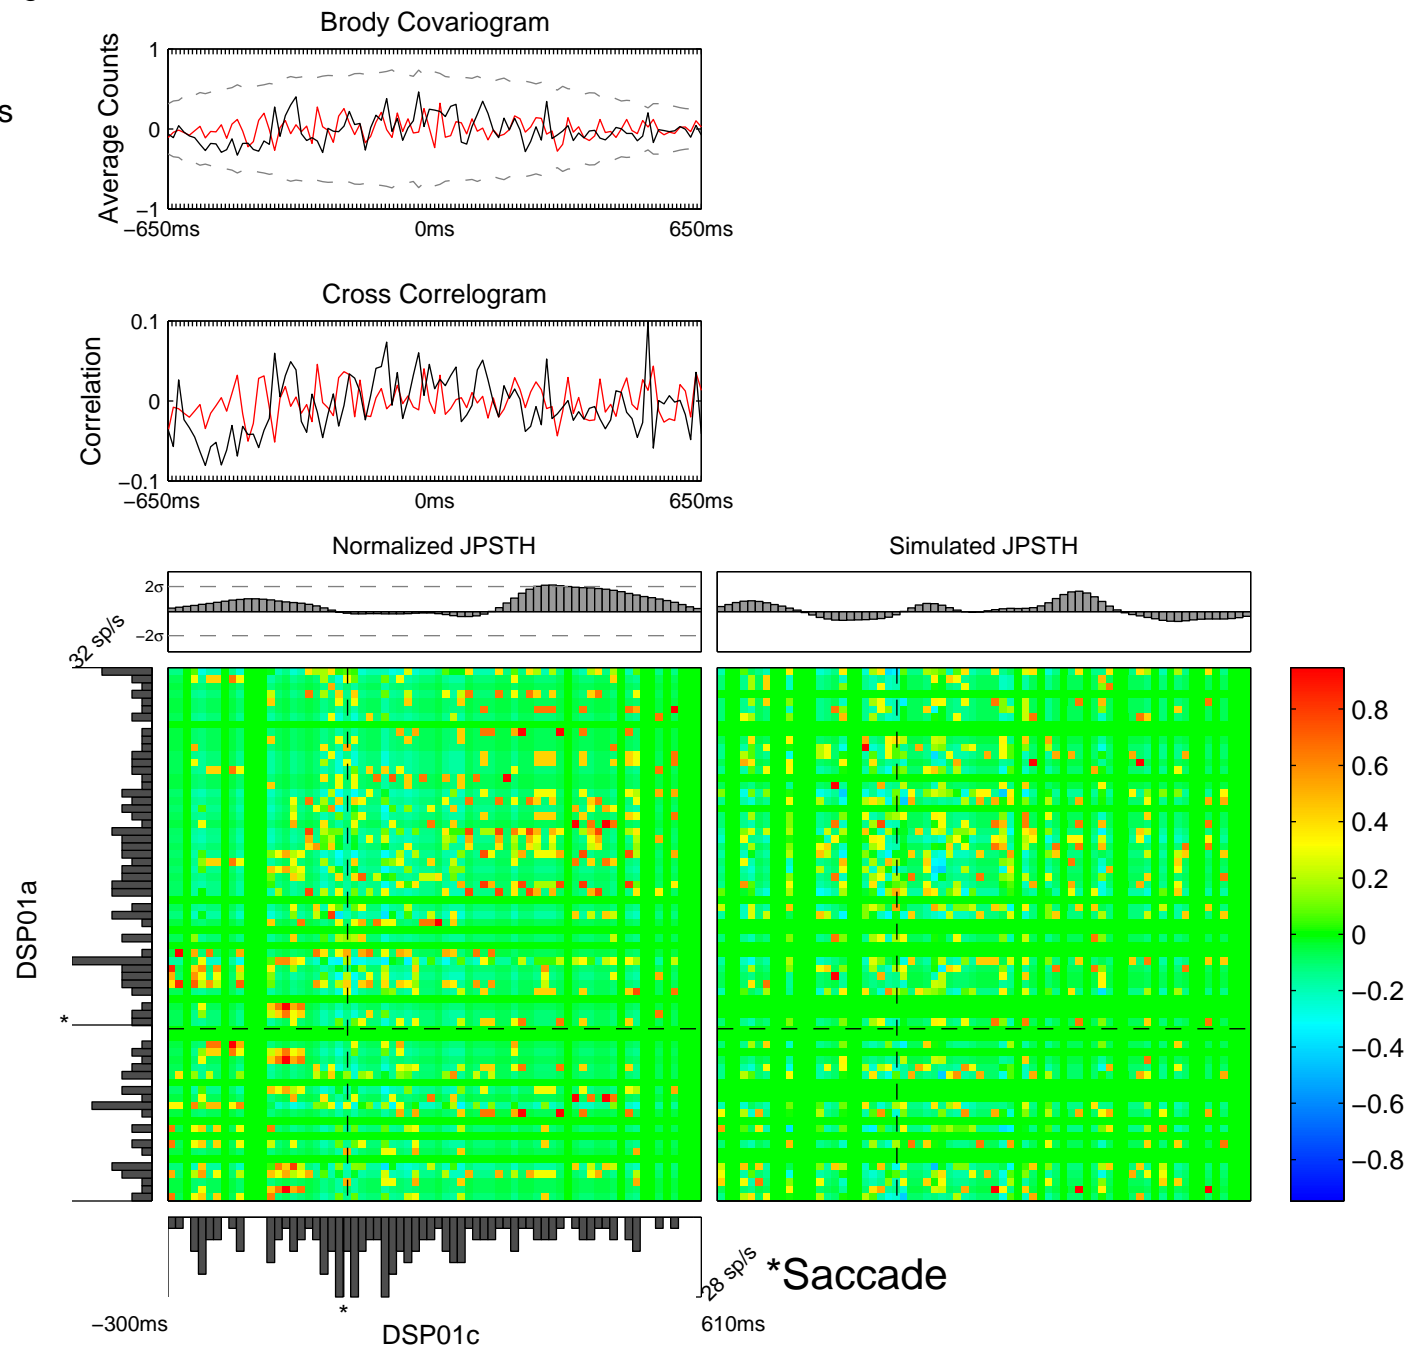 g
s
Brody Covariogram
Average Counts
1
0
−1
−650ms
0ms
650ms
Cross Correlogram
Correlation
0.1
0
−0.1
−650ms
0ms
650ms
Normalized JPSTH
Simulated JPSTH
2σ
−2σ
32 sp/s
DSP01a
*
0.8
0.6
0.4
0.2
0
−0.2
−0.4
−0.6
−0.8
28 sp/s
*Saccade
*
−300ms
DSP01c
610ms